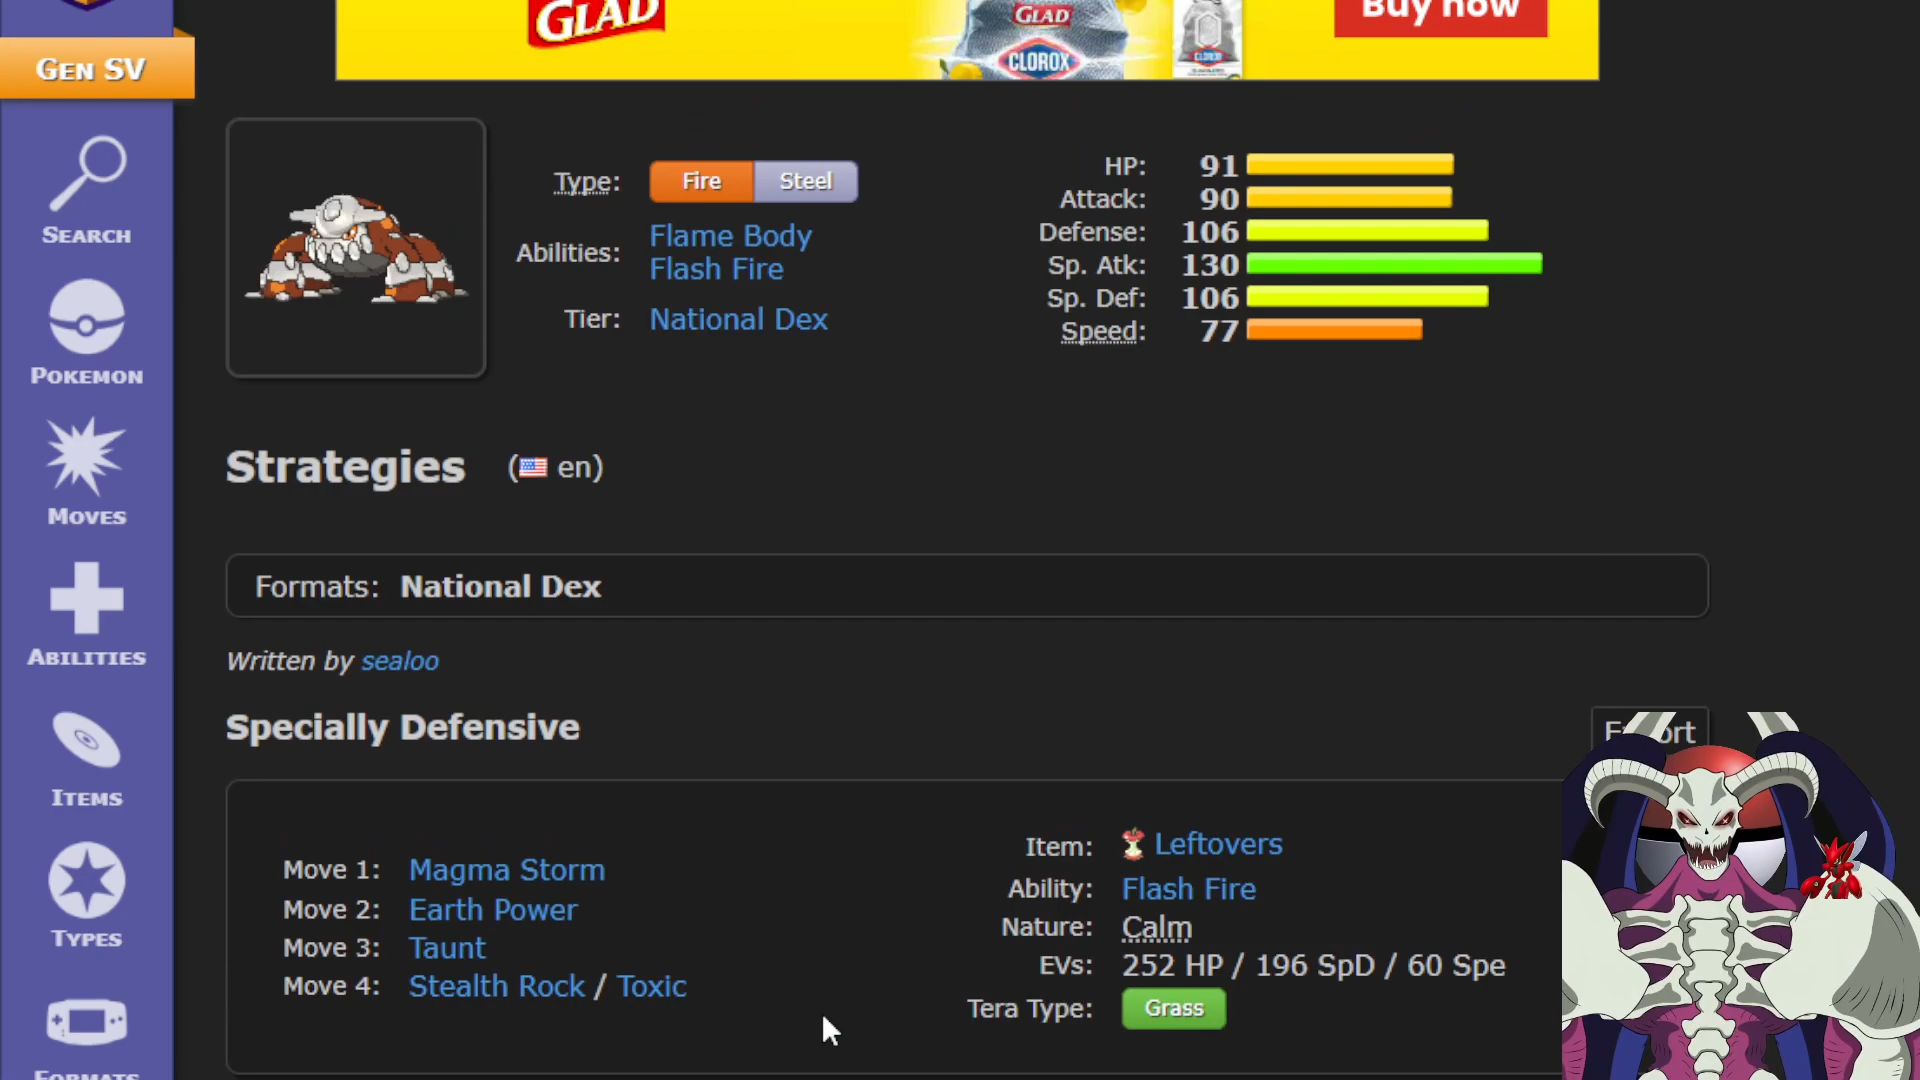 GLAD
GLAD
CLOROX
Buy now
GEN SV
SEARCH
POKEMON
MOVES
ABILITIES
ITEMS
TYPES
FORMATS
Type: Fire Steel
Abilities: Flame Body
Flash Fire
Tier: National Dex
HP: 91
Attack: 90
Defense: 106
Sp. Atk: 130
Sp. Def: 106
Speed: 77
Strategies (en)
Formats: National Dex
Written by sealoo
Specially Defensive
Move 1: Magma Storm
Move 2: Earth Power
Move 3: Taunt
Move 4: Stealth Rock / Toxic
Item: Leftovers
Ability: Flash Fire
Nature: Calm
EVs: 252 HP / 196 SpD / 60 Spe
Tera Type: Grass